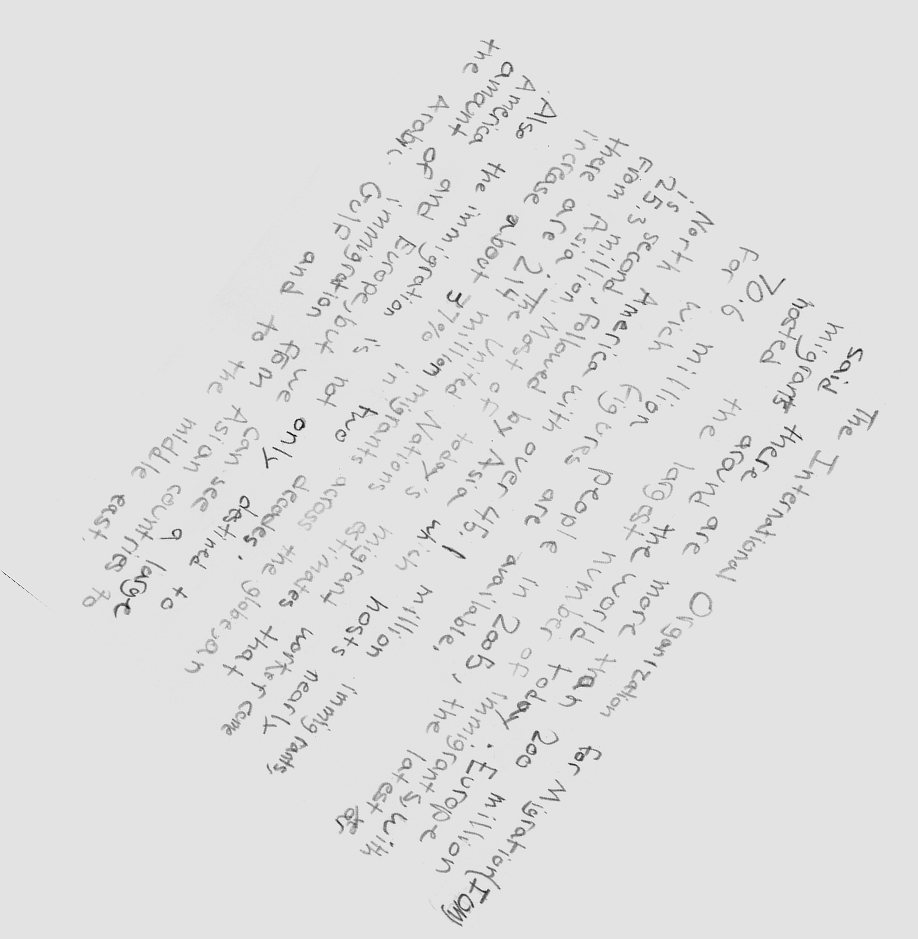 The International Organization for Migration (IOM)
said there are more than 200 million
migrants around the world today. Europe
hosted the largest number of immigrants, with
70.6 million people in 2005, the latest
for wich figures are available.
North America with over 45.1 million immigrants,
is second, followed by Asia which hosts nearly
25.3 million. Most of today's migrant worker come
From Asia. The United Nations estimates that
there are 214 million migrants across the globe, an
increase about 37% in two decades.
Also the immigration is not only destined to
America and Europe, but we can see a large
amount of immigration fom Asian countries to
the Arabic Gulf and to the middle east.